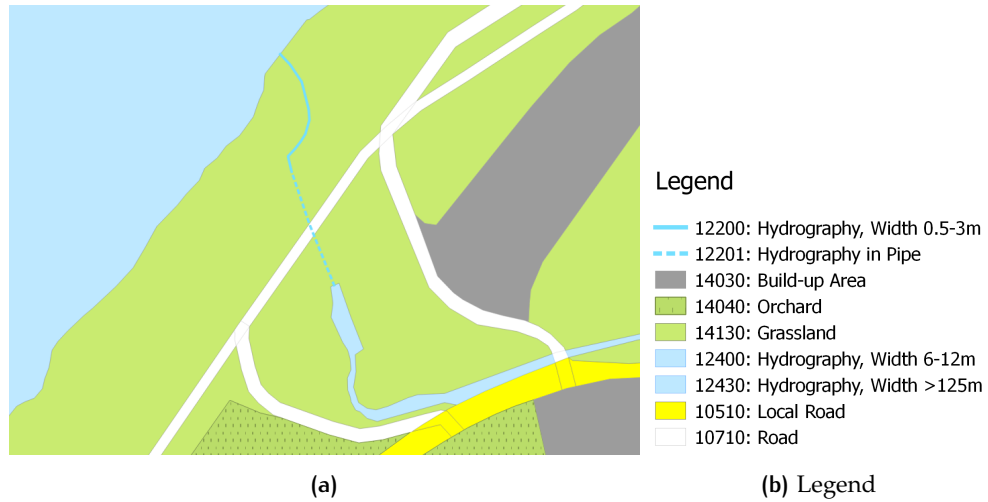 Legend
12200: Hydrography, Width 0.5-3m
12201: Hydrography in Pipe
14030: Build-up Area
14040: Orchard
14130: Grassland
12400: Hydrography, Width 6-12m
12430: Hydrography, Width >125m
10510: Local Road
10710: Road
(a)
(b) Legend